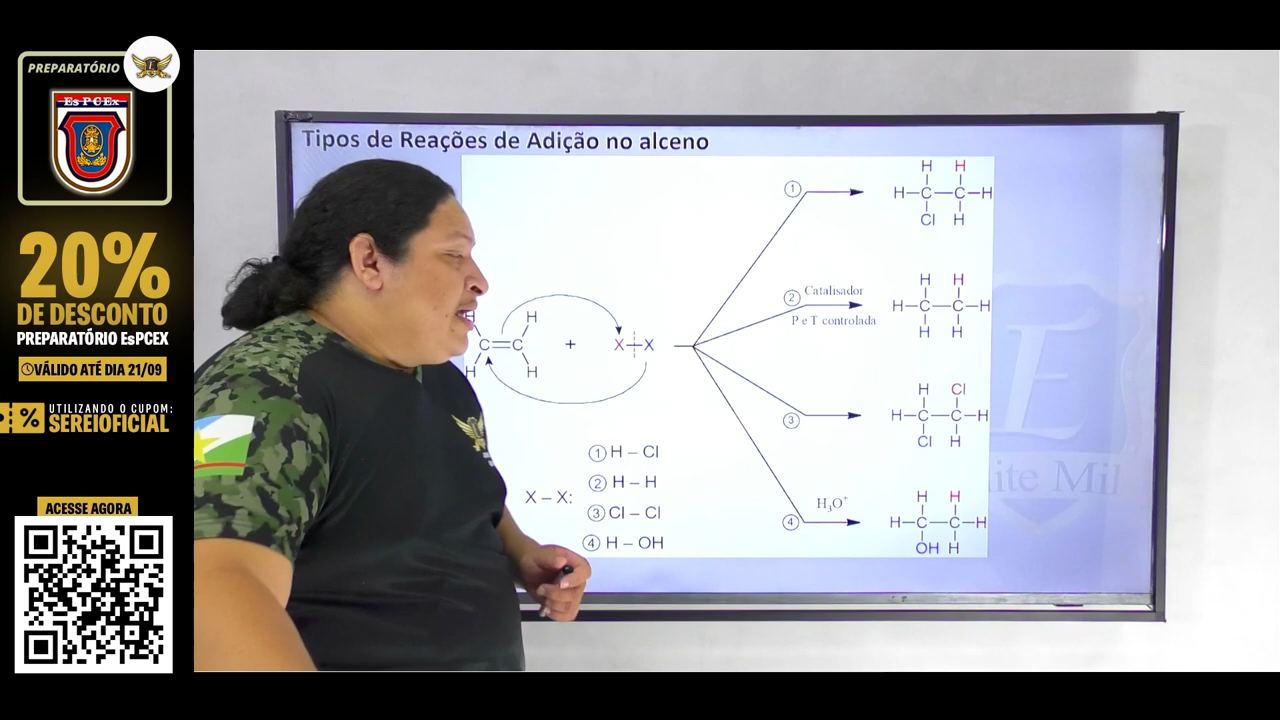 PREPARATÓRIO
EsPCEx
20%
DE DESCONTO
PREPARATÓRIO EsPCEX
VÁLIDO ATÉ DIA 21/09
%
UTILIZANDO O CUPOM:
SEREIOFICIAL
ACESSE AGORA
Tipos de Reações de Adição no alceno
H H
C=C
H H
+
X-X
X – X:
① H – Cl
② H – H
③ Cl – Cl
④ H – OH
①
H H
H-C-C-H
Cl H
② Catalisador
P e T controlada
H H
H-C-C-H
H H
③
H Cl
H-C-C-H
Cl H
④ H₃O⁺
H H
H-C-C-H
OH H